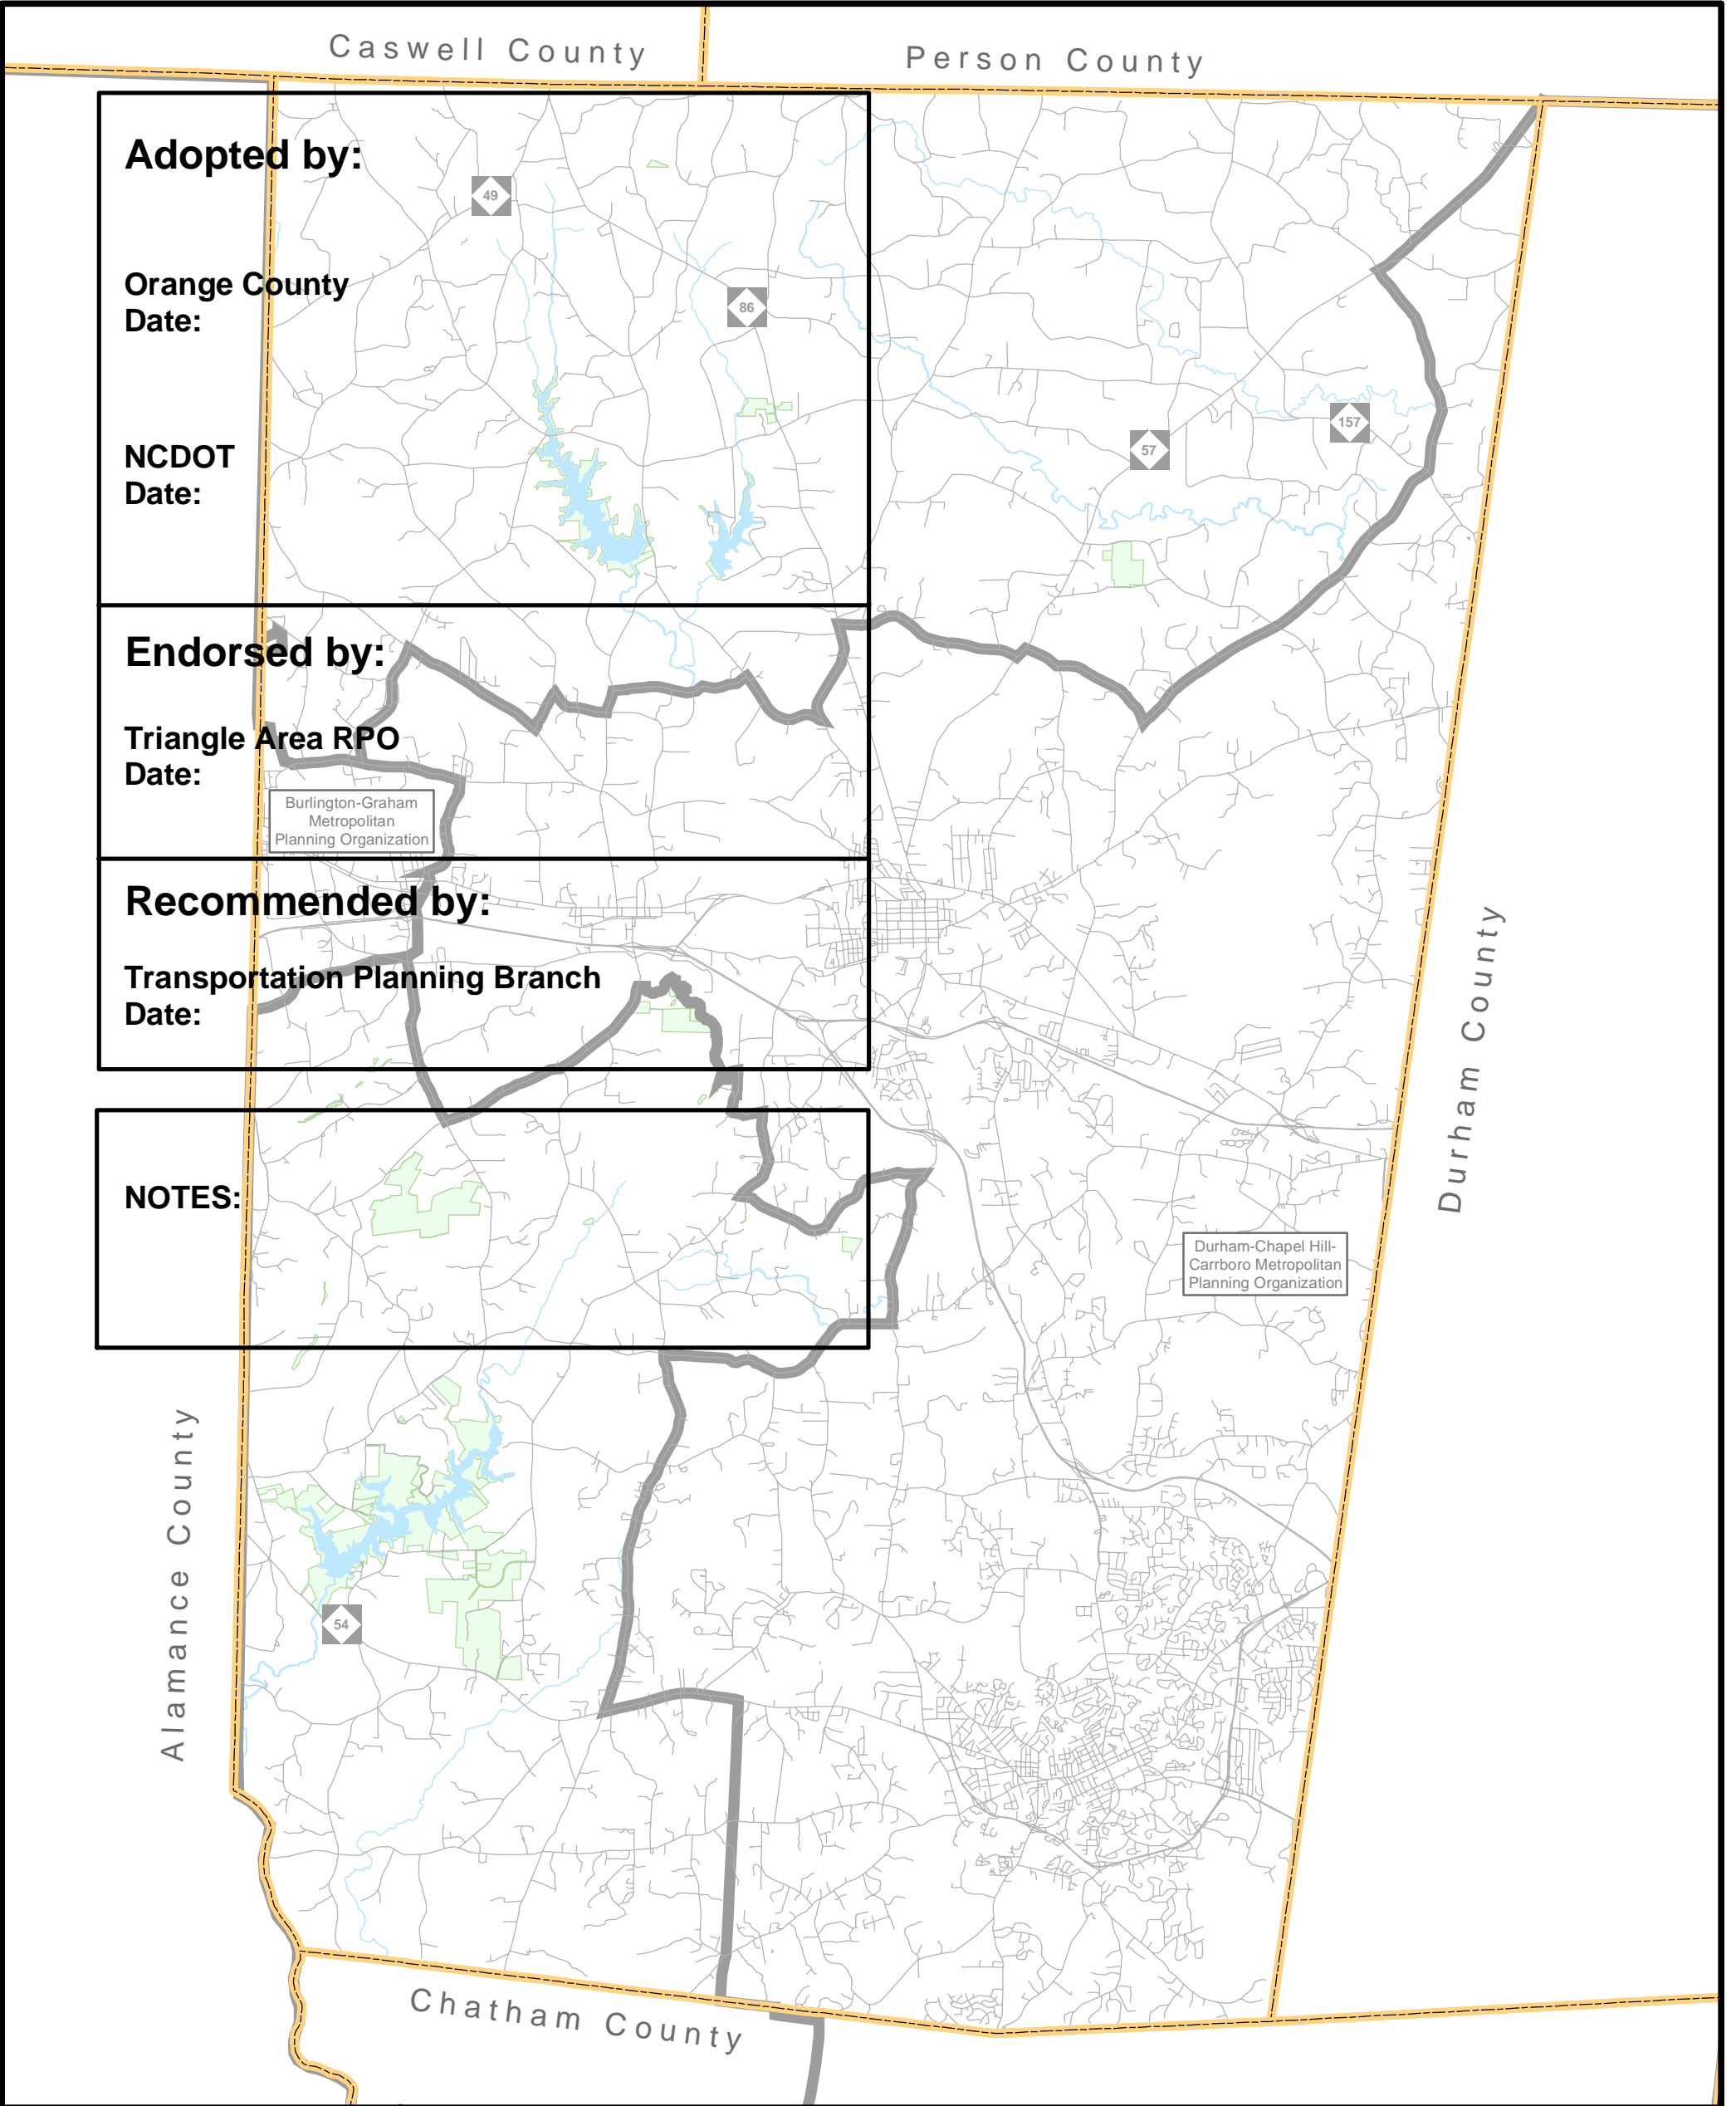 Caswell County
Person County
Adopted by:
49
Orange County
Date:
86
NCDOT
Date:
57
157
Endorsed by:
Triangle Area RPO
Date:
Burlington-Graham
Metropolitan
Planning Organization
Recommended by:
Transportation Planning Branch
Date:
Durham County
NOTES:
Durham-Chapel Hill-
Carrboro Metropolitan
Planning Organization
Alamance County
54
Chatham County